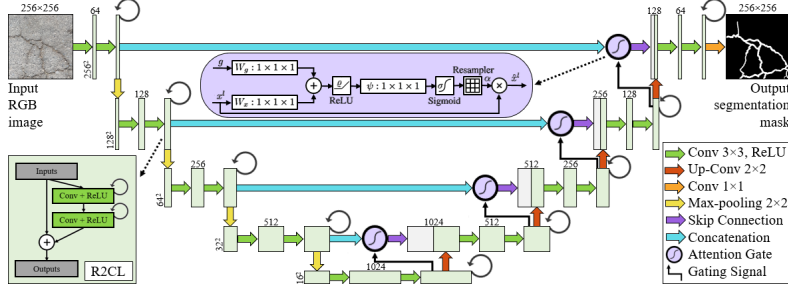 256×256
64
128
256×256
64
256²
Input
RGB
image
g
W_g : 1×1×1
x^l
W_x : 1×1×1
+
ReLU
ψ : 1×1×1
Sigmoid
Resampler
α
×
x̂^l
Output
segmentation
mask
128
128²
256
128
256
64²
512
256
512
32²
1024
512
1024
16²
Inputs
Conv + ReLU
Conv + ReLU
+
Outputs
R2CL
Conv 3×3, ReLU
Up-Conv 2×2
Conv 1×1
Max-pooling 2×2
Skip Connection
Concatenation
Attention Gate
Gating Signal